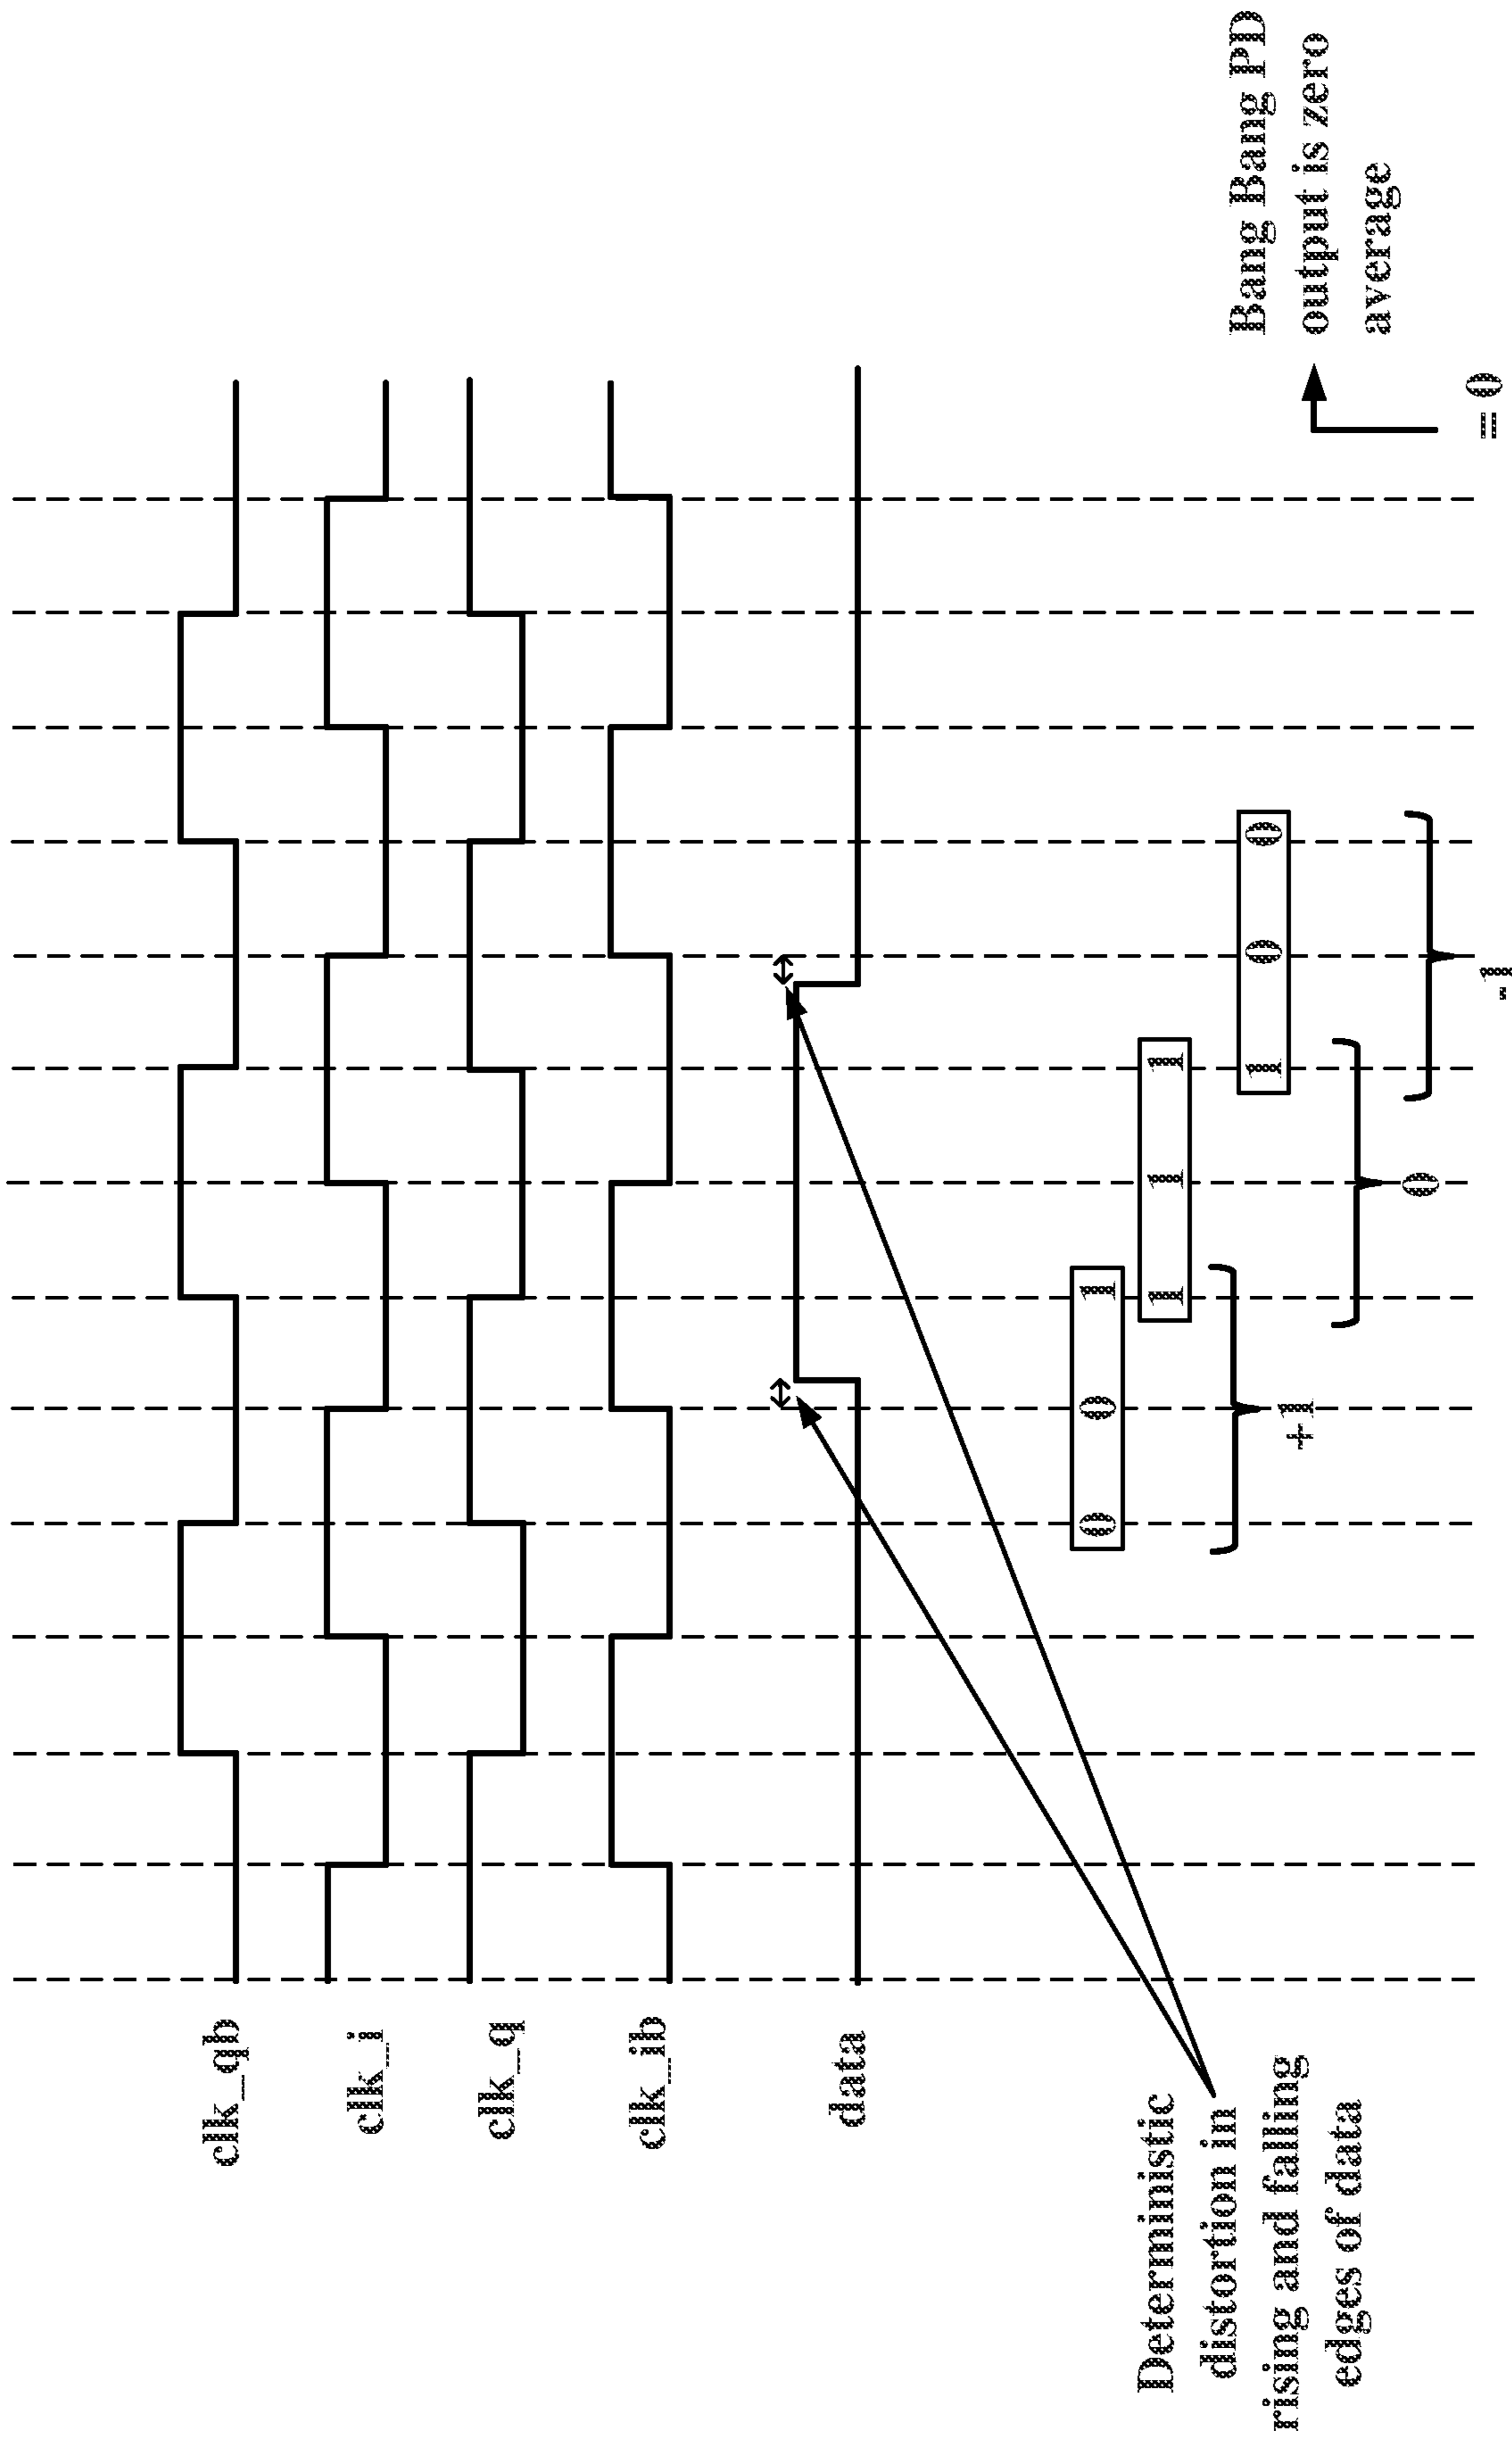 clk_qb
clk_i
clk_q
clk_ib
data
Deterministic
distortion in
rising and falling
edges of data
0 0 1
1 1 1
1 0 0
+1
0
-1
= 0
Bang Bang PD
output is zero
average